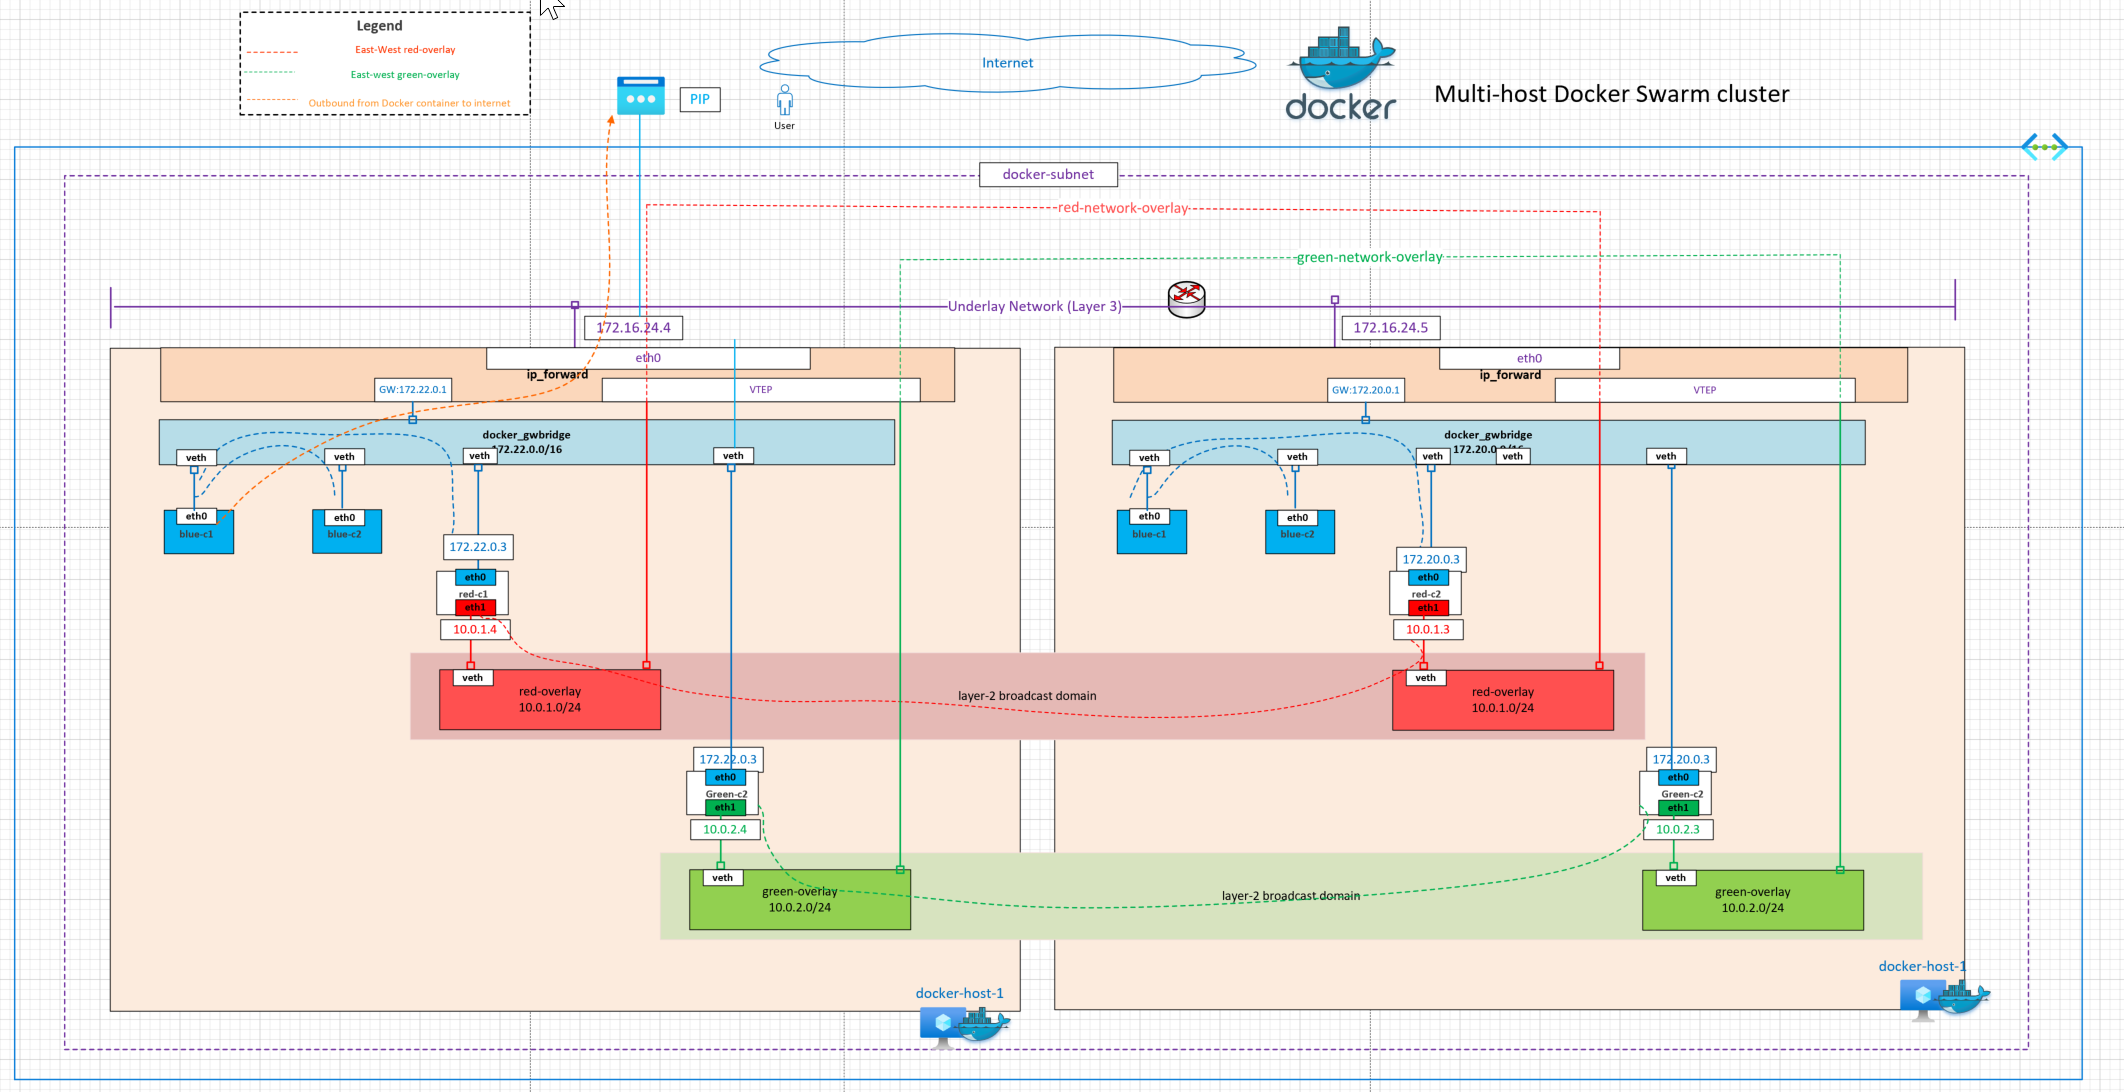 Legend
East-West red-overlay
East-west green-overlay
Outbound from Docker container to internet
PIP
User
Internet
docker
Multi-host Docker Swarm cluster
docker-subnet
red-network-overlay
green-network-overlay
Underlay Network (Layer 3)
172.16.24.4
172.16.24.5
eth0
ip_forward
GW:172.22.0.1
VTEP
docker_gwbridge
172.22.0.0/16
veth
veth
veth
veth
eth0
blue-c1
eth0
blue-c2
172.22.0.3
eth0
red-c1
eth1
10.0.1.4
veth
red-overlay
10.0.1.0/24
layer-2 broadcast domain
172.22.0.3
eth0
Green-c2
eth1
10.0.2.4
veth
green-overlay
10.0.2.0/24
layer-2 broadcast domain
docker-host-1
eth0
ip_forward
GW:172.20.0.1
VTEP
docker_gwbridge
172.20.0.0/16
veth
veth
veth
veth
veth
eth0
blue-c1
eth0
blue-c2
172.20.0.3
eth0
red-c2
eth1
10.0.1.3
veth
red-overlay
10.0.1.0/24
172.20.0.3
eth0
Green-c2
eth1
10.0.2.3
veth
green-overlay
10.0.2.0/24
docker-host-1